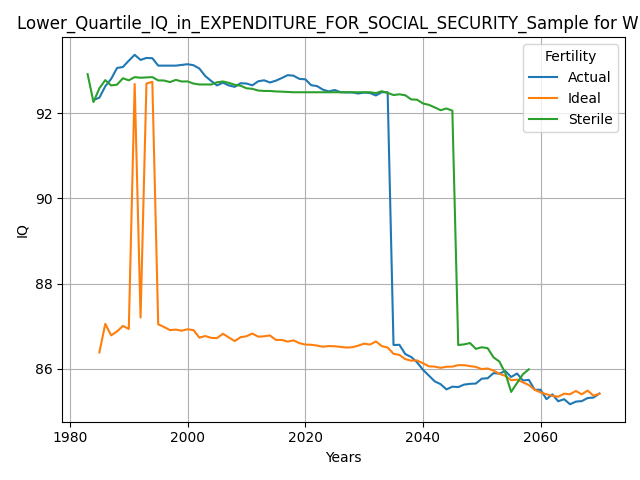 Lower_Quartile_IQ_in_EXPENDITURE_FOR_SOCIAL_SECURITY_Sample for W
Fertility
Actual
Ideal
Sterile
IQ
92
90
88
86
1980
2000
2020
2040
2060
Years